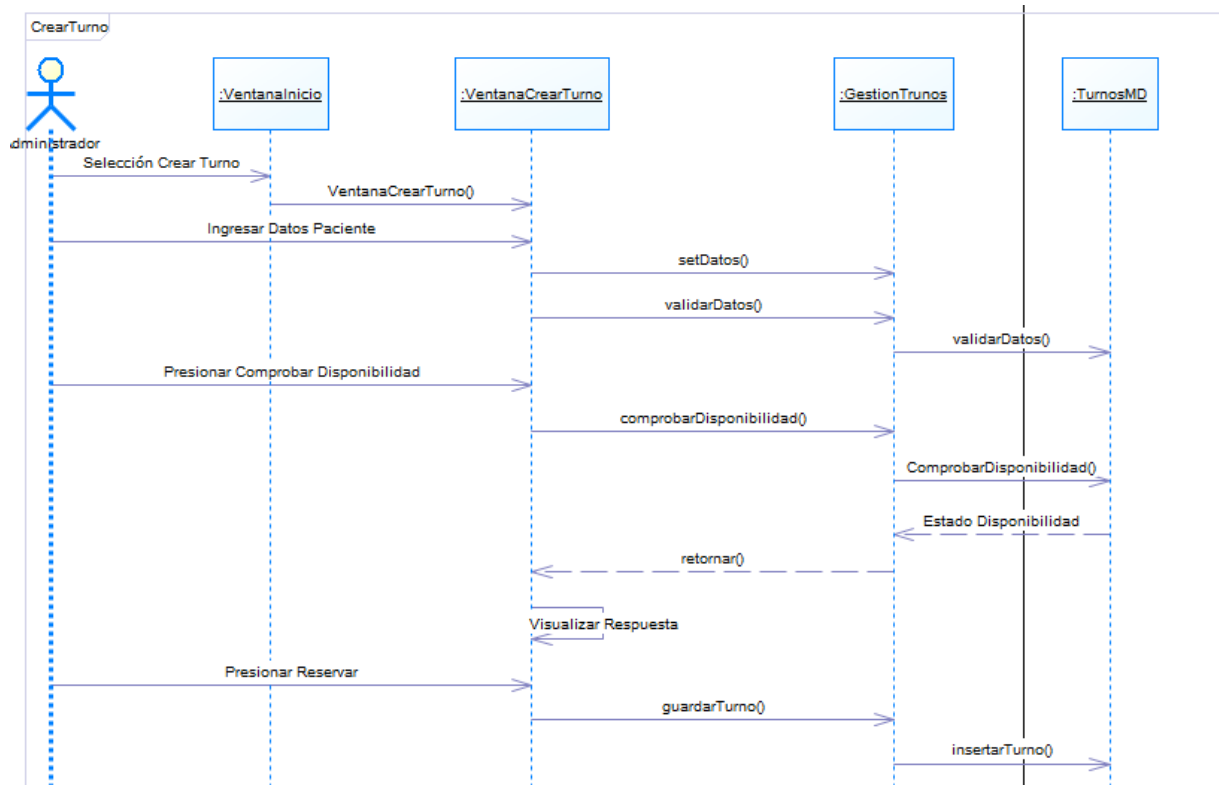 CrearTurno
:VentanaInicio
:VentanaCrearTurno
:GestionTrunos
:TurnosMD
dministrador
Selección Crear Turno
VentanaCrearTurno()
Ingresar Datos Paciente
setDatos()
validarDatos()
validarDatos()
Presionar Comprobar Disponibilidad
comprobarDisponibilidad()
ComprobarDisponibilidad()
Estado Disponibilidad
retornar()
Visualizar Respuesta
Presionar Reservar
guardarTurno()
insertarTurno()